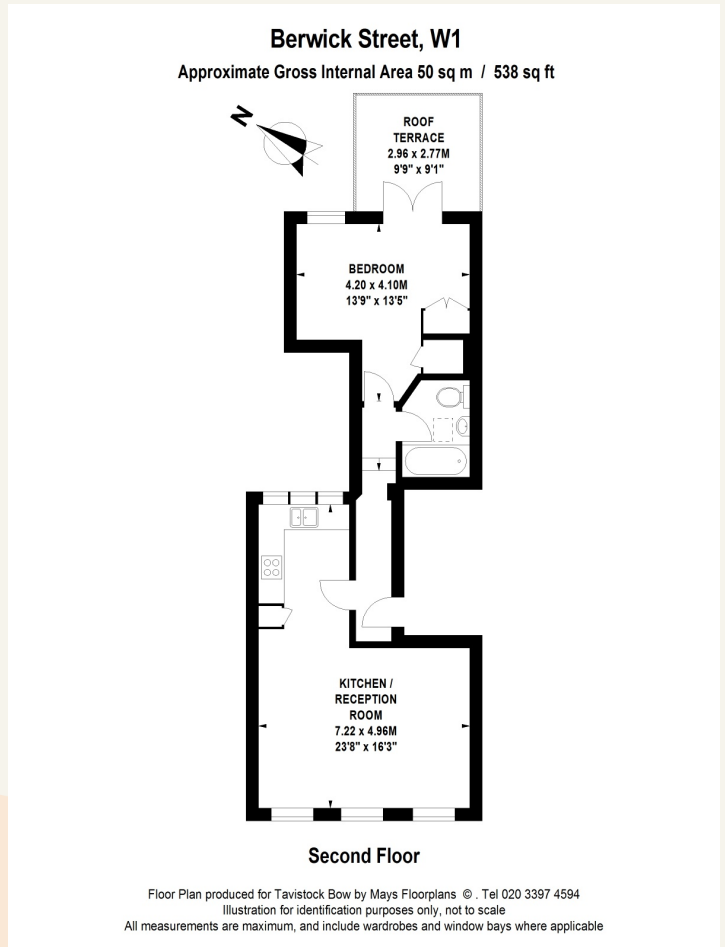 Berwick Street, W1
Approximate Gross Internal Area 50 sq m / 538 sq ft
N
ROOF
TERRACE
2.96 x 2.77M
9'9" x 9'1"
BEDROOM
4.20 x 4.10M
13'9" x 13'5"
KITCHEN /
RECEPTION
ROOM
7.22 x 4.96M
23'8" x 16'3"
Second Floor
Floor Plan produced for Tavistock Bow by Mays Floorplans © . Tel 020 3397 4594
Illustration for identification purposes only, not to scale
All measurements are maximum, and include wardrobes and window bays where applicable